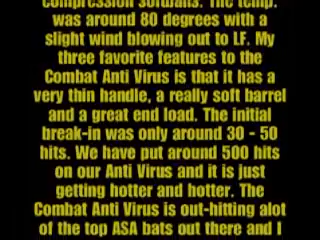 compression softballs. The temp.
was around 80 degrees with a
slight wind blowing out to LF. My
three favorite features to the
Combat Anti Virus is that it has a
very thin handle, a really soft barrel
and a great end load. The initial
break-in was only around 30 - 50
hits. We have put around 500 hits
on our Anti Virus and it is just
getting hotter and hotter. The
Combat Anti Virus is out-hitting alot
of the top ASA bats out there and I